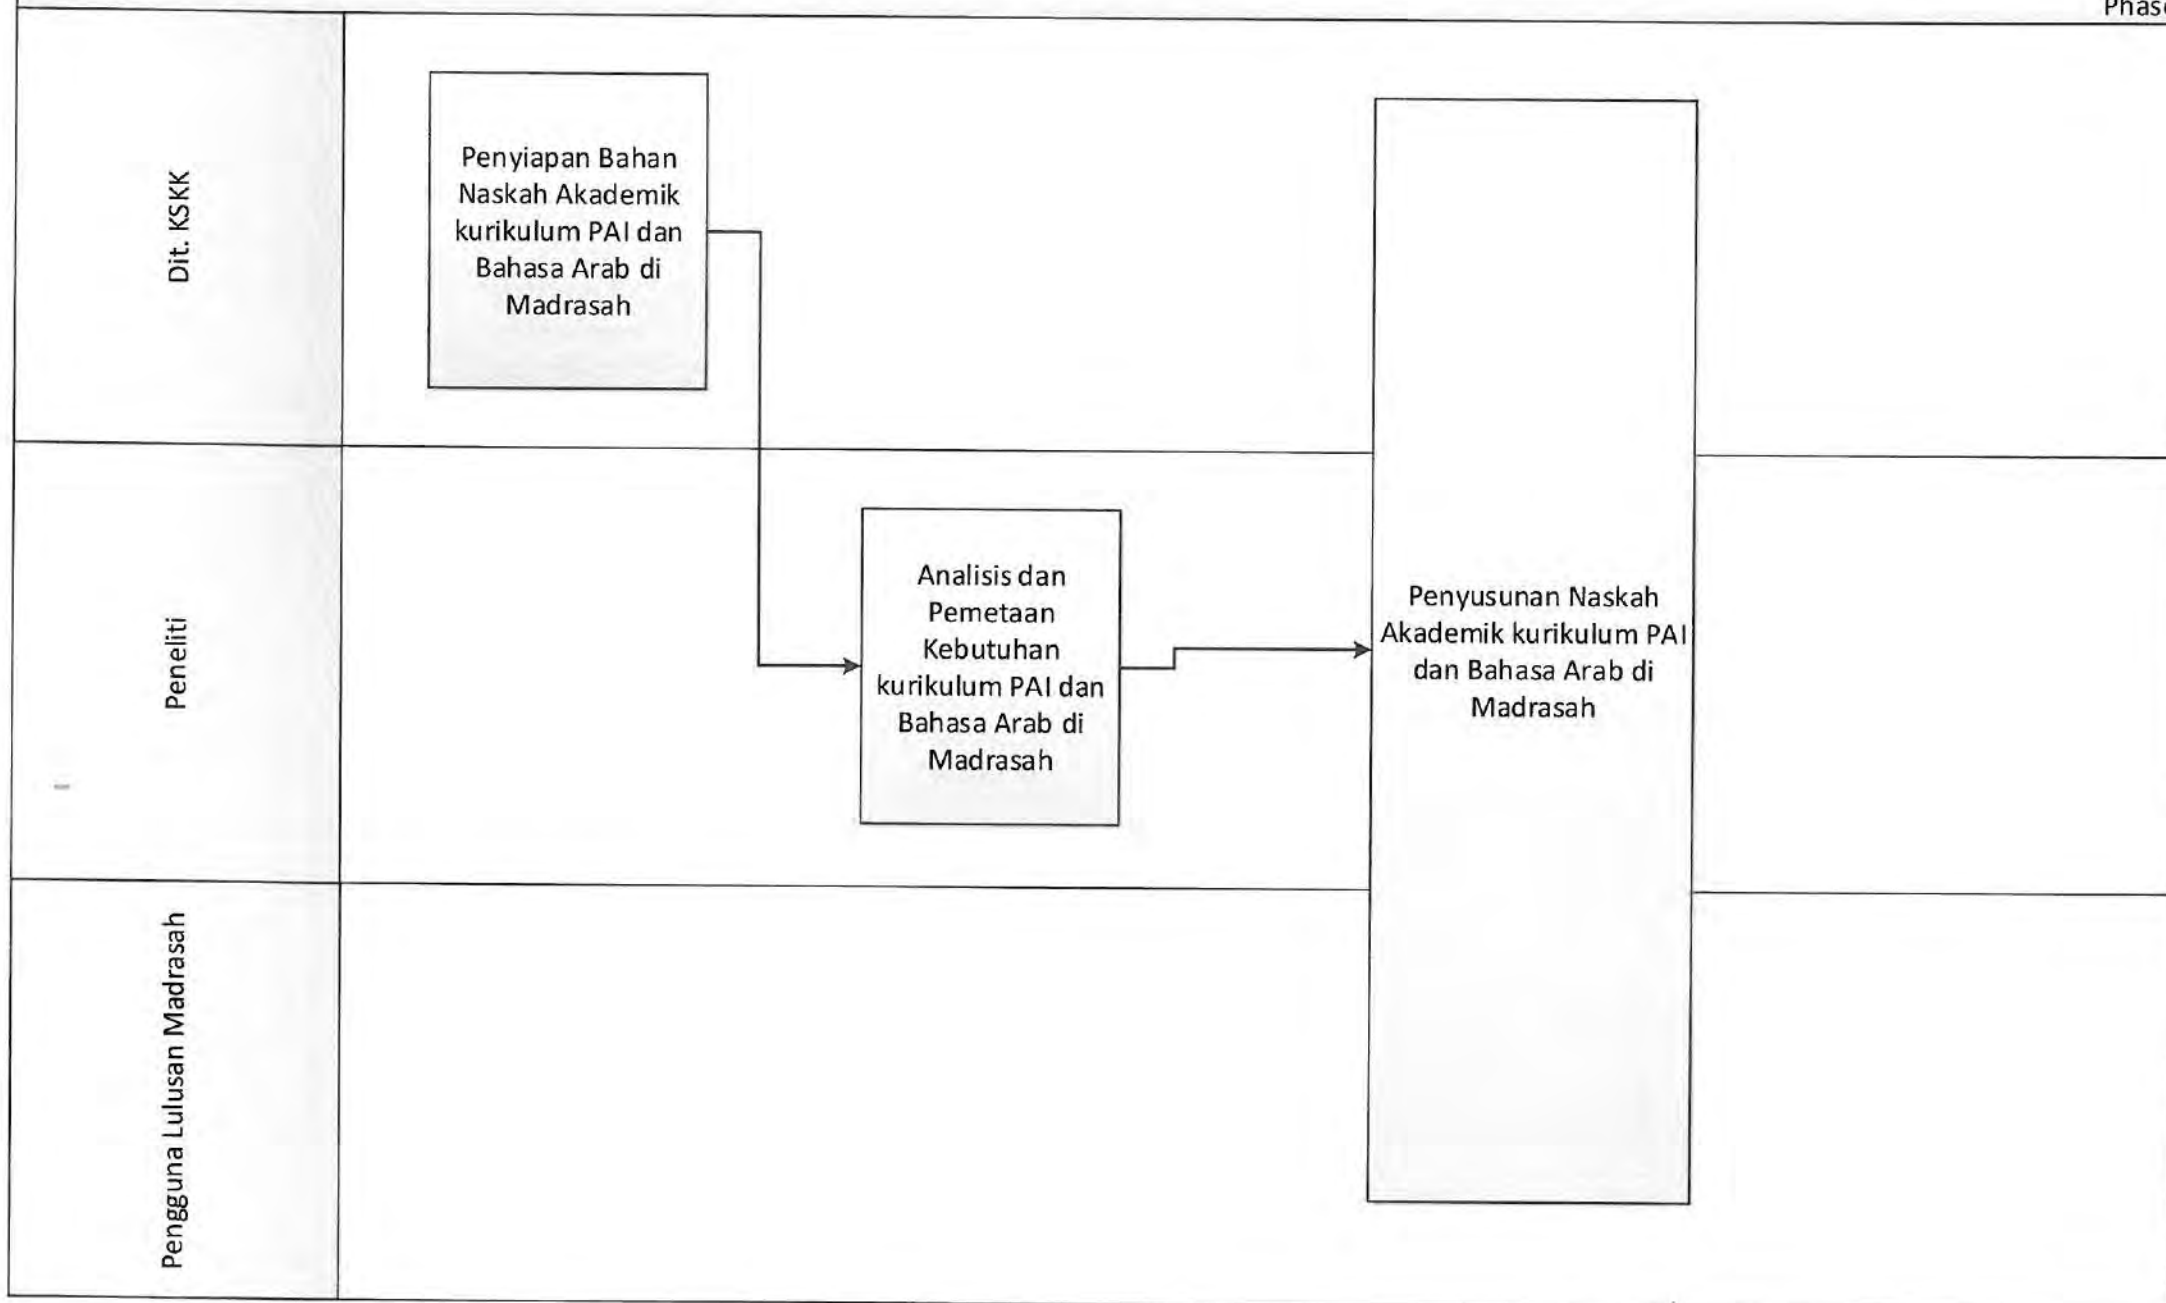 Phase
Dit. KSKK
Penyiapan Bahan
Naskah Akademik
kurikulum PAI dan
Bahasa Arab di
Madrasah
Peneliti
Analisis dan
Pemetaan
Kebutuhan
kurikulum PAI dan
Bahasa Arab di
Madrasah
Penyusunan Naskah
Akademik kurikulum PAI
dan Bahasa Arab di
Madrasah
Pengguna Lulusan Madrasah